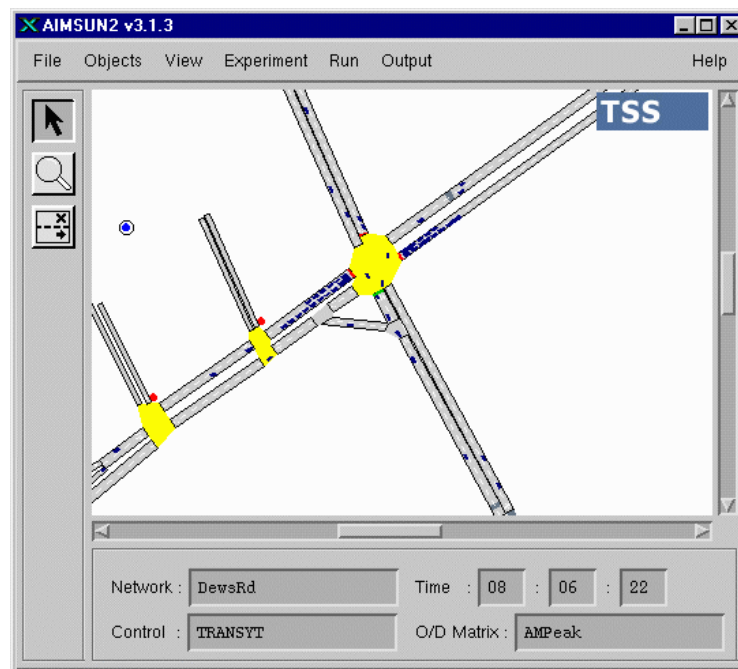 AIMSUN2 v3.1.3
File Objects View Experiment Run Output Help
TSS
Network : DewsRd Time : 08 : 06 : 22
Control : TRANSYT O/D Matrix : AMPeak